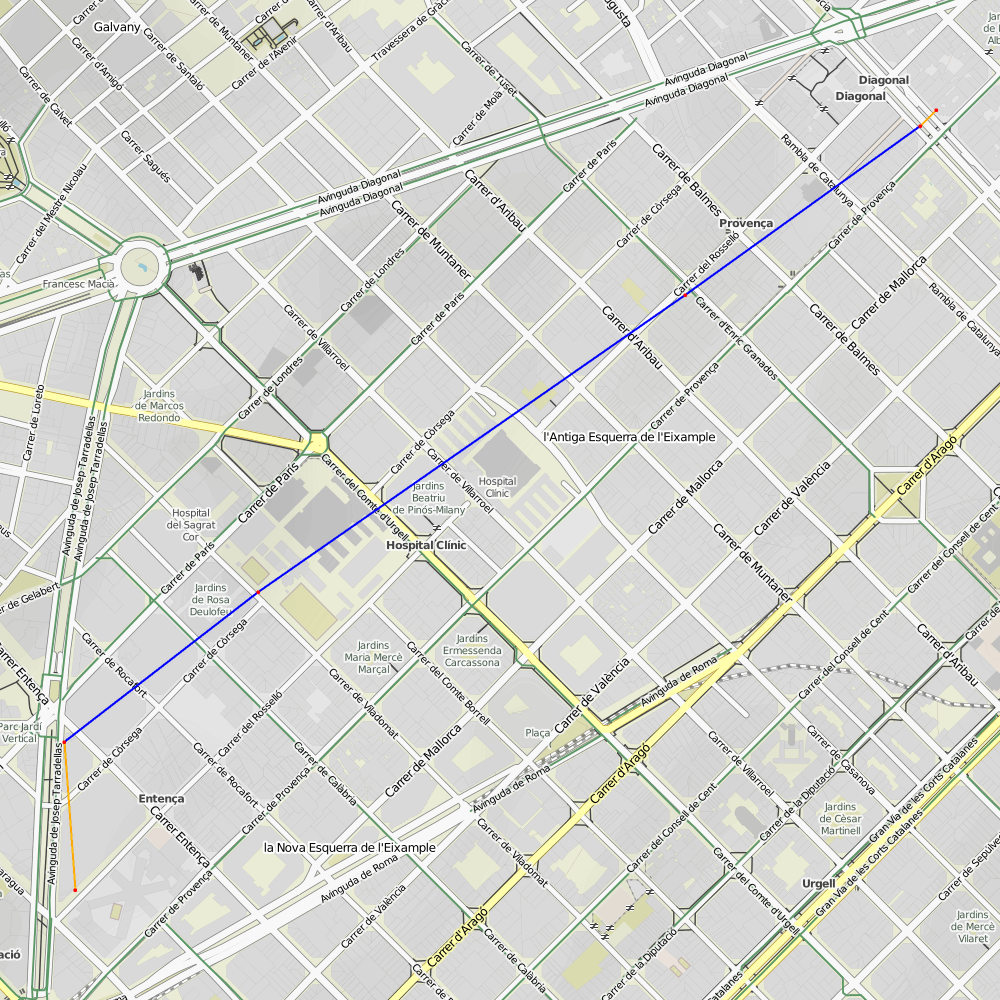 Galvany
Carrer de Muntaner
Carrer de Santaló
Carrer de l'Avenir
Carrer d'Amigó
Carrer de Calvet
Carrer Sagués
Carrer del Mestre Nicolau
Carrer de Tuset
Carrer de Moià
Avinguda Diagonal
Avinguda Diagonal
Diagonal
Diagonal
Rambla de Catalunya
Carrer de Paris
Avinguda Diagonal
Avinguda Diagonal
Carrer d'Aribau
Carrer de Muntaner
Carrer de Balmes
Carrer de Còrsega
Carrer de Provença
Provença
Carrer del Rosselló
Carrer de Mallorca
Francesc Macià
Carrer de Londres
Carrer de París
Carrer de Villarroel
Carrer d'Aribau
Carrer d'Enric Granados
Carrer de Balmes
Rambla de Catalunya
Carrer de Provença
Carrer de Londres
Carrer de Loreto
Jardins
de Marcos
Redondo
Carrer de Còrsega
l'Antiga Esquerra de l'Eixample
Carrer d'Aragó
Carrer de París
Carrer del Comte d'Urgell
Carrer de Villarroel
Jardins
Beatriu
de Pinós-Milany
Hospital
Clínic
Carrer de Mallorca
Carrer de València
Avinguda de Josep Tarradellas
Avinguda de Josep Tarradellas
Hospital
del Sagrat
Cor
Hospital Clínic
Carrer de Muntaner
Carrer de París
Carrer del Consell de Cent
Jardins
de Rosa
Deulofeu
Carrer de Còrsega
Jardins
Maria Mercè
Marçal
Jardins
Ermessenda
Carcassona
Carrer de València
Avinguda de Roma
Carrer del Consell de Cent
Carrer d'Aribau
Carrer Entença
Carrer de Rocafort
Parc-Jardí
Vertical
Carrer de Viladomat
Carrer del Comte Borrell
Plaça
Carrer del Rosselló
Carrer de Còrsega
Carrer de Mallorca
Carrer d'Aragó
Carrer de Villarroel
Carrer de Casanova
Carrer de Rocafort
Carrer de Provença
Carrer de Calàbria
Avinguda de Roma
Carrer del Consell de Cent
Carrer de la Diputació
Gran Via de les Corts Catalanes
Gran Via de les Corts Catalanes
Entença
Carrer Entença
Avinguda de Josep Tarradellas
la Nova Esquerra de l'Eixample
Avinguda de Roma
Carrer de Viladomat
Jardins
de Cèsar
Martinell
Urgell
Carrer del Comte d'Urgell
Carrer de Provença
Carrer de València
Carrer d'Aragó
Carrer de Calàbria
Carrer de la Diputació
Jardins
de Mercè
Vilaret